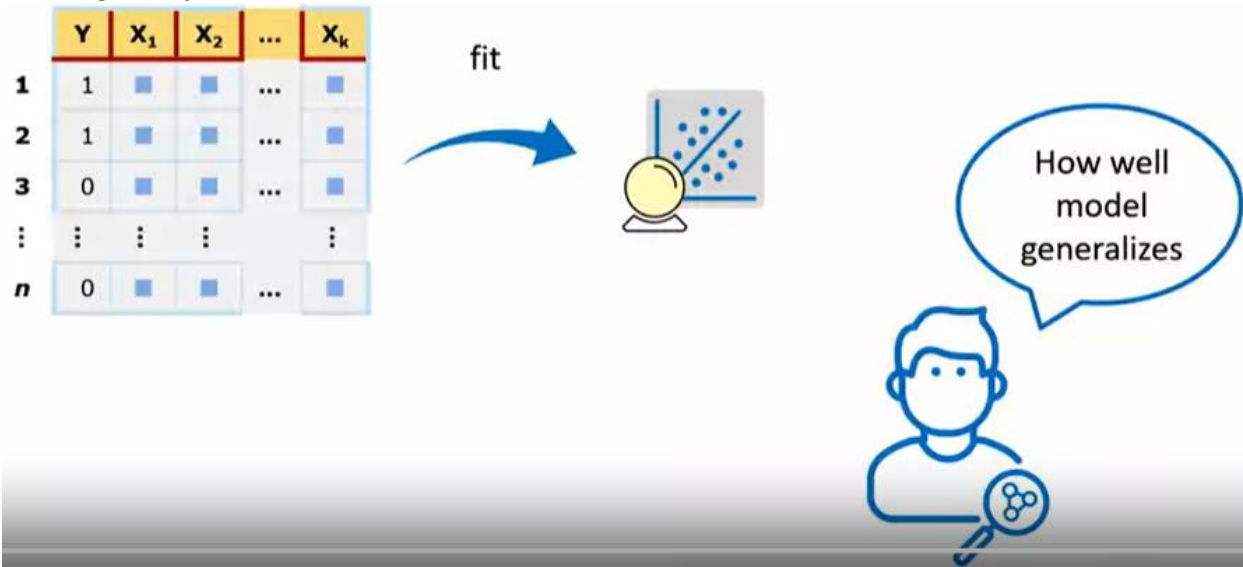 Y X₁ X₂ ... Xₖ
1 1 ...
2 1 ...
3 0 ...
⋮ ⋮ ⋮ ⋮ ⋮
n 0 ...
fit
How well
model
generalizes